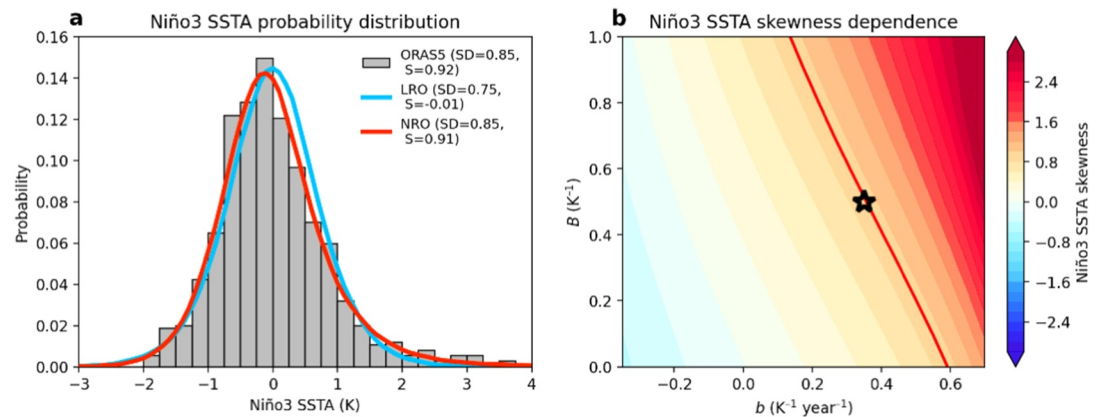 a
Niño3 SSTA probability distribution
0.16
0.14
0.12
0.10
0.08
0.06
0.04
0.02
0.00
Probability
−3
−2
−1
0
1
2
3
4
Niño3 SSTA (K)
ORAS5 (SD=0.85,
S=0.92)
LRO (SD=0.75,
S=-0.01)
NRO (SD=0.85,
S=0.91)
b
Niño3 SSTA skewness dependence
1.0
0.8
0.6
0.4
0.2
0.0
B (K⁻¹)
−0.2
0.0
0.2
0.4
0.6
b (K⁻¹ year⁻¹)
2.4
1.6
0.8
0.0
−0.8
−1.6
−2.4
Niño3 SSTA skewness